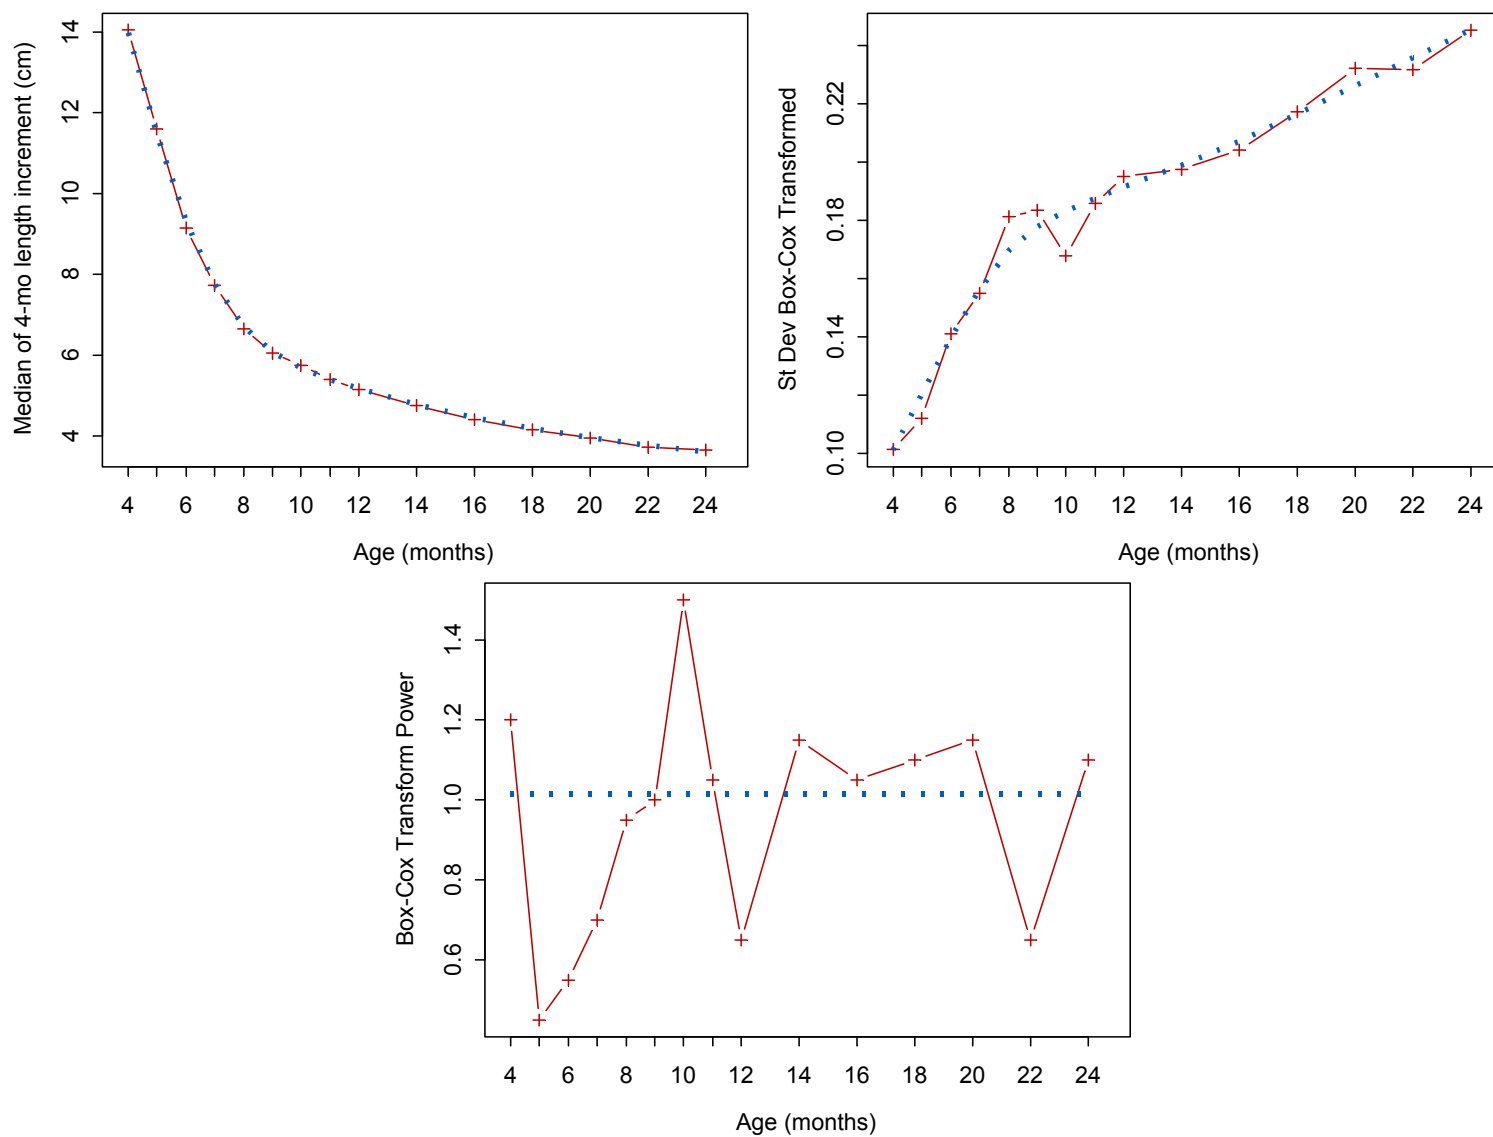 Median of 4-mo length increment (cm)
14
12
10
8
6
4
4 6 8 10 12 14 16 18 20 22 24
Age (months)
St Dev Box-Cox Transformed
0.22
0.18
0.14
0.10
4 6 8 10 12 14 16 18 20 22 24
Age (months)
Box-Cox Transform Power
1.4
1.2
1.0
0.8
0.6
4 6 8 10 12 14 16 18 20 22 24
Age (months)